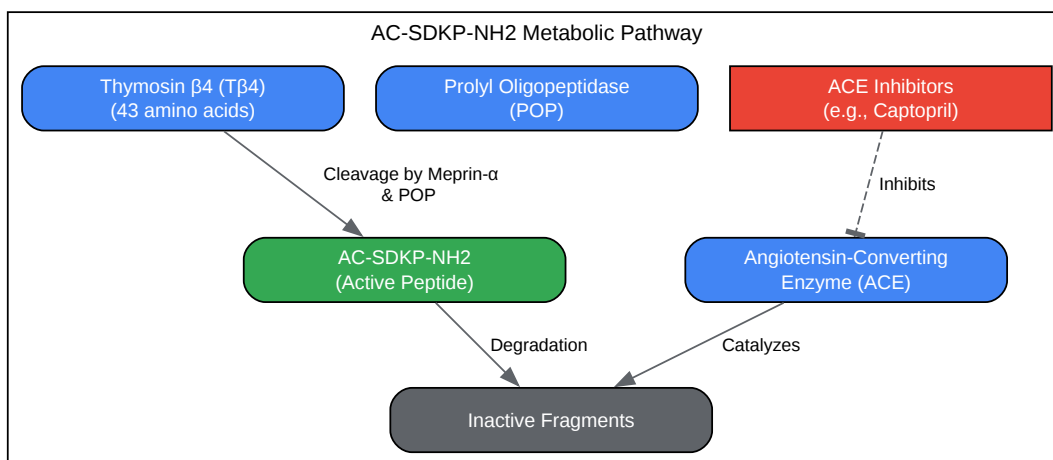 AC-SDKP-NH2 Metabolic Pathway
Thymosin β4 (Tβ4)
(43 amino acids)
Prolyl Oligopeptidase
(POP)
ACE Inhibitors
(e.g., Captopril)
Cleavage by Meprin-α
& POP
Inhibits
AC-SDKP-NH2
(Active Peptide)
Angiotensin-Converting
Enzyme (ACE)
Degradation
Catalyzes
Inactive Fragments